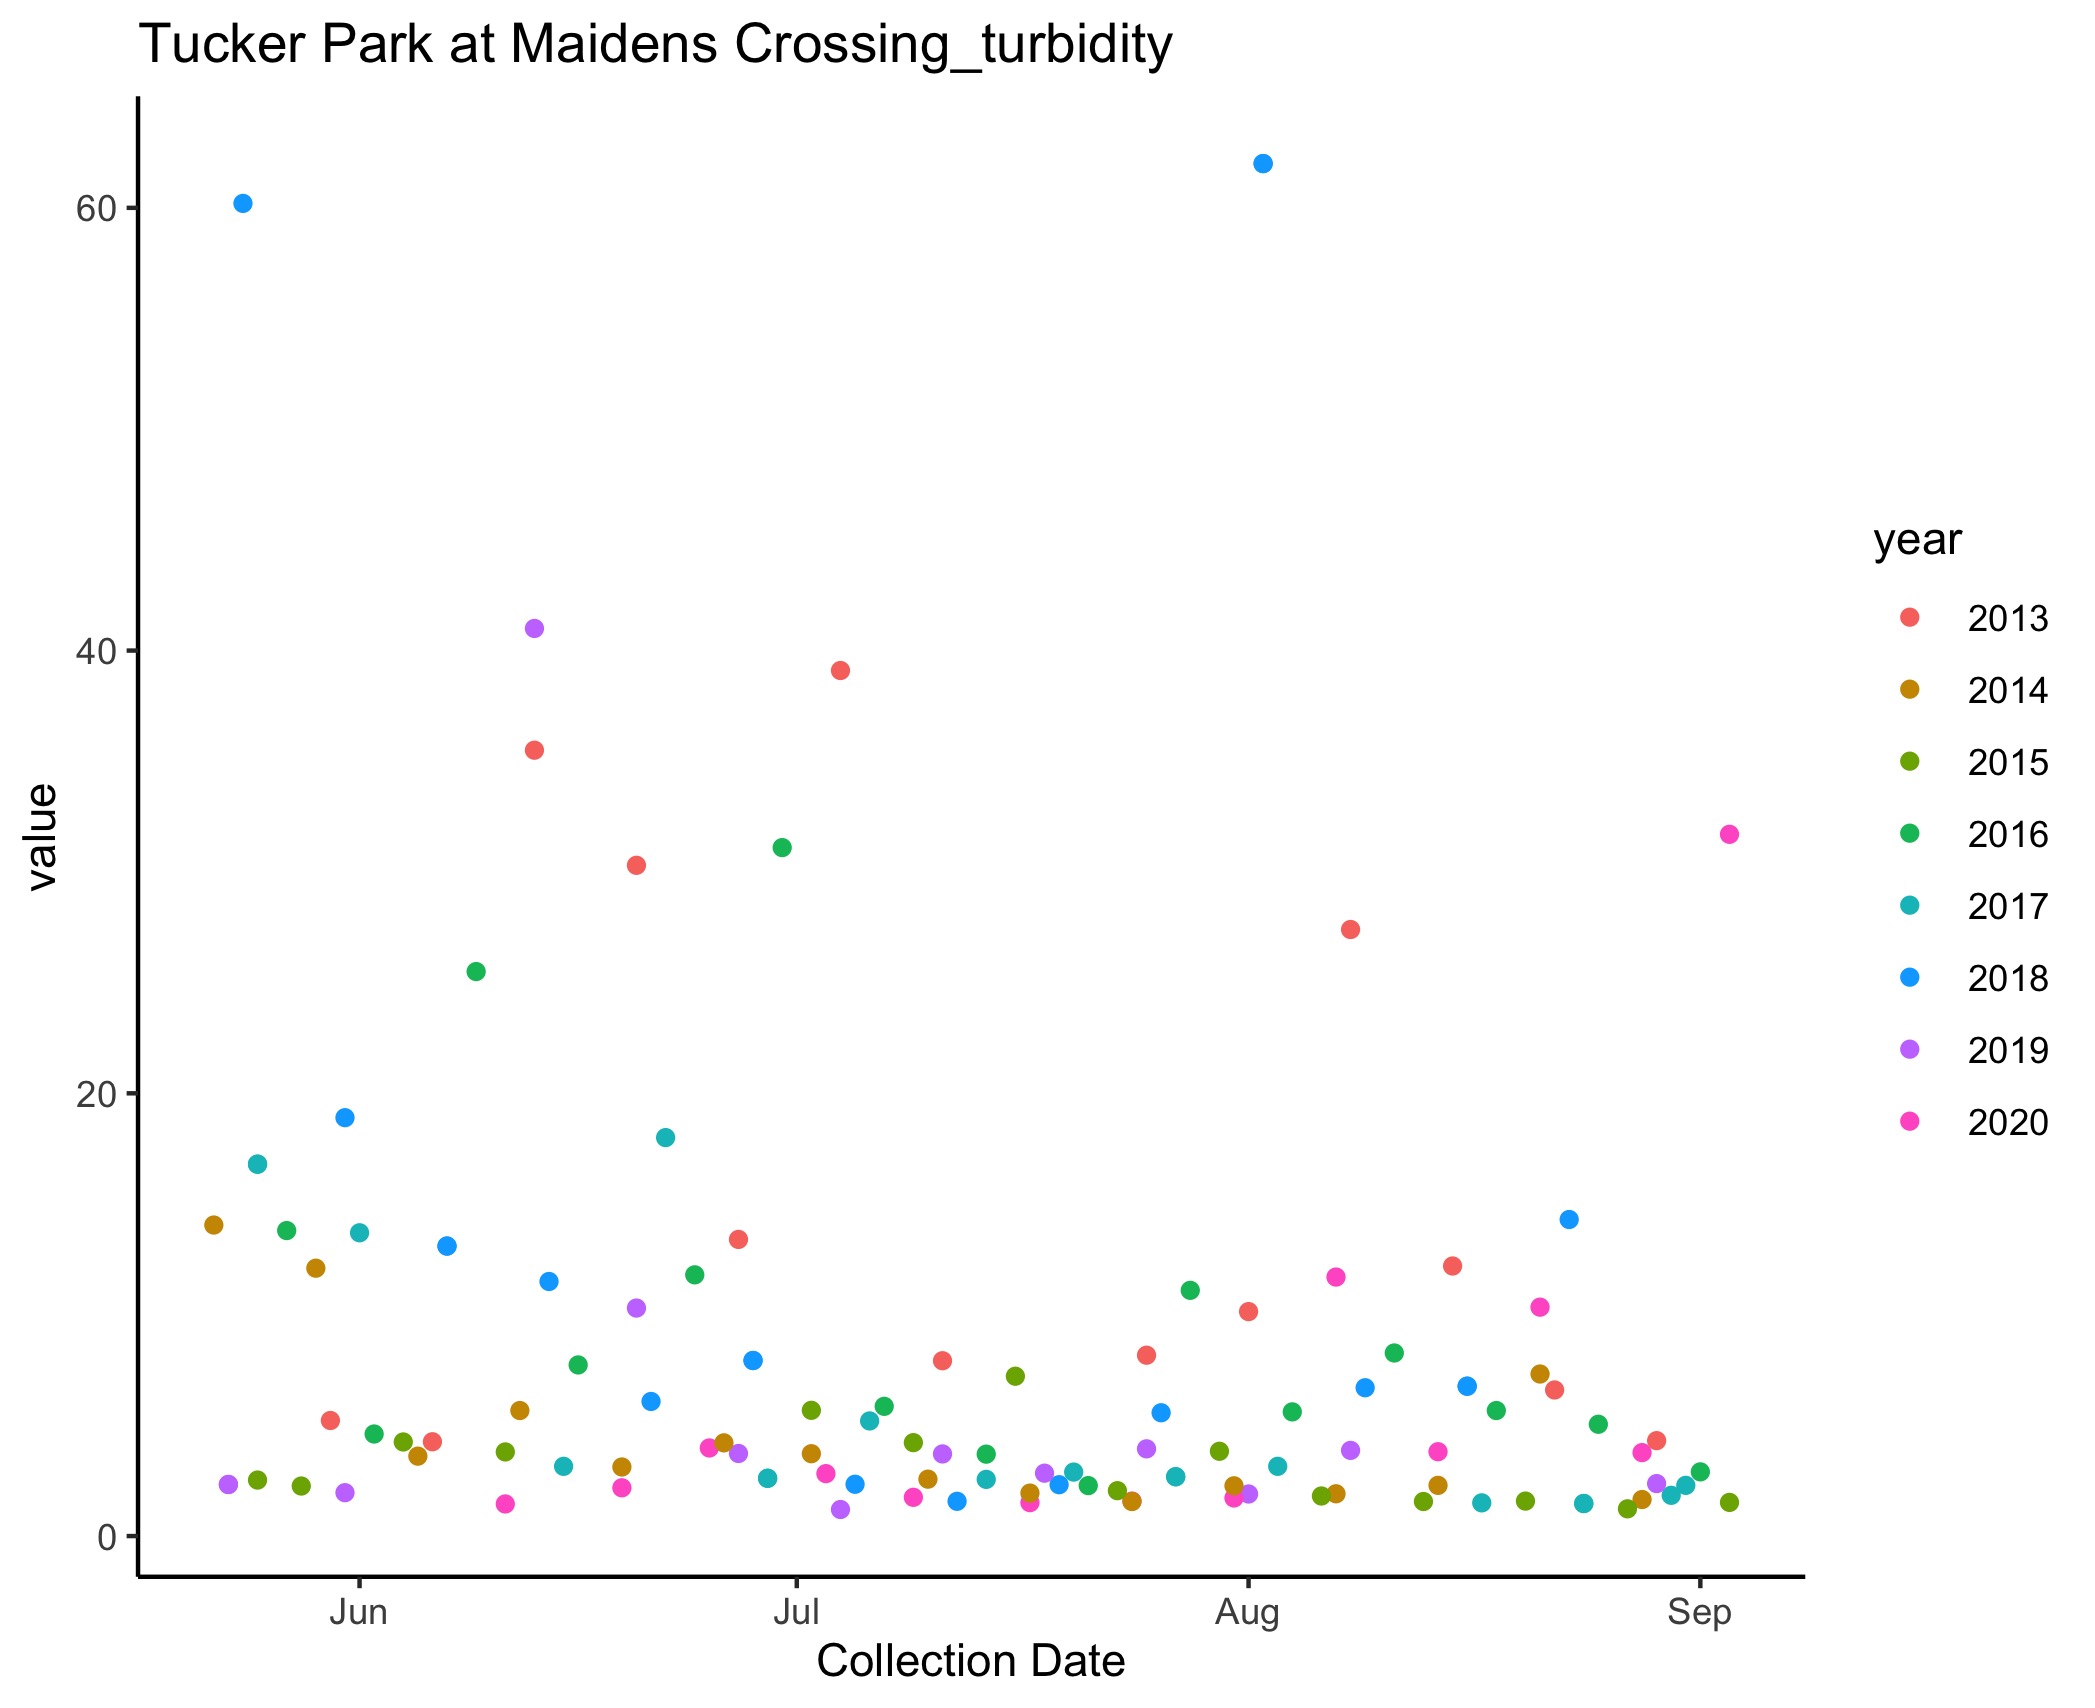 Tucker Park at Maidens Crossing_turbidity
60
40
20
0
value
Jun Jul Aug Sep
Collection Date
year
2013
2014
2015
2016
2017
2018
2019
2020